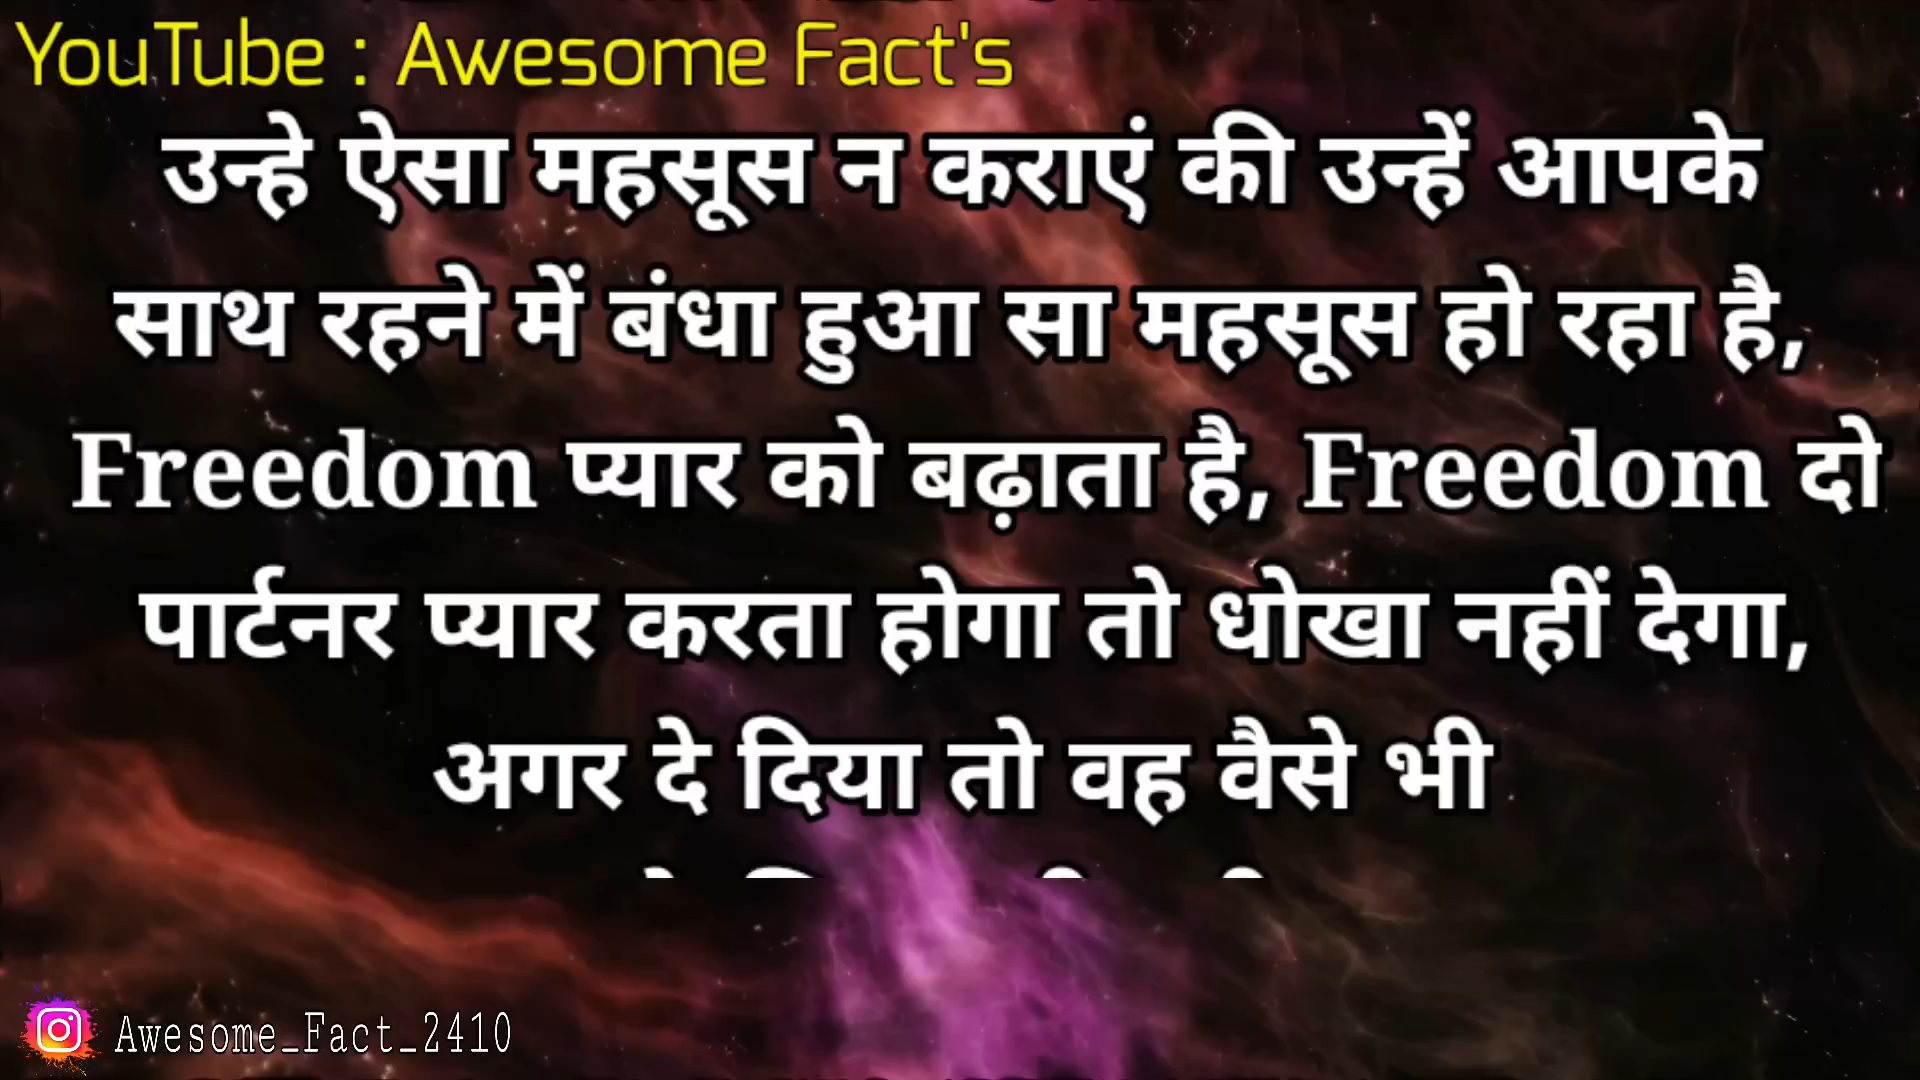 YouTube : Awesome Fact's
उन्हे ऐसा महसूस न कराएं की उन्हें आपके
साथ रहने में बंधा हुआ सा महसूस हो रहा है,
Freedom प्यार को बढ़ाता है, Freedom दो
पार्टनर प्यार करता होगा तो धोखा नहीं देगा,
अगर दे दिया तो वह वैसे भी
Awesome_Fact_2410